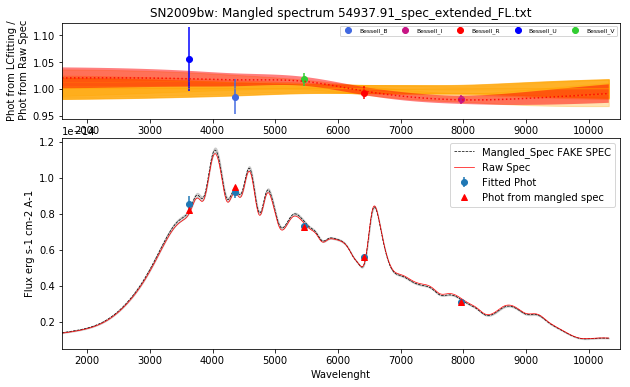 SN2009bw: Mangled spectrum 54937.91_spec_extended_FL.txt
Phot from LCfitting /
Phot from Raw Spec
1.10
1.05
1.00
0.95
Bessell_B
Bessell_I
Bessell_R
Bessell_U
Bessell_V
2000 3000 4000 5000 6000 7000 8000 9000 10000
1e-14
Flux erg s-1 cm-2 A-1
1.2
1.0
0.8
0.6
0.4
0.2
Mangled_Spec FAKE SPEC
Raw Spec
Fitted Phot
Phot from mangled spec
2000 3000 4000 5000 6000 7000 8000 9000 10000
Wavelenght